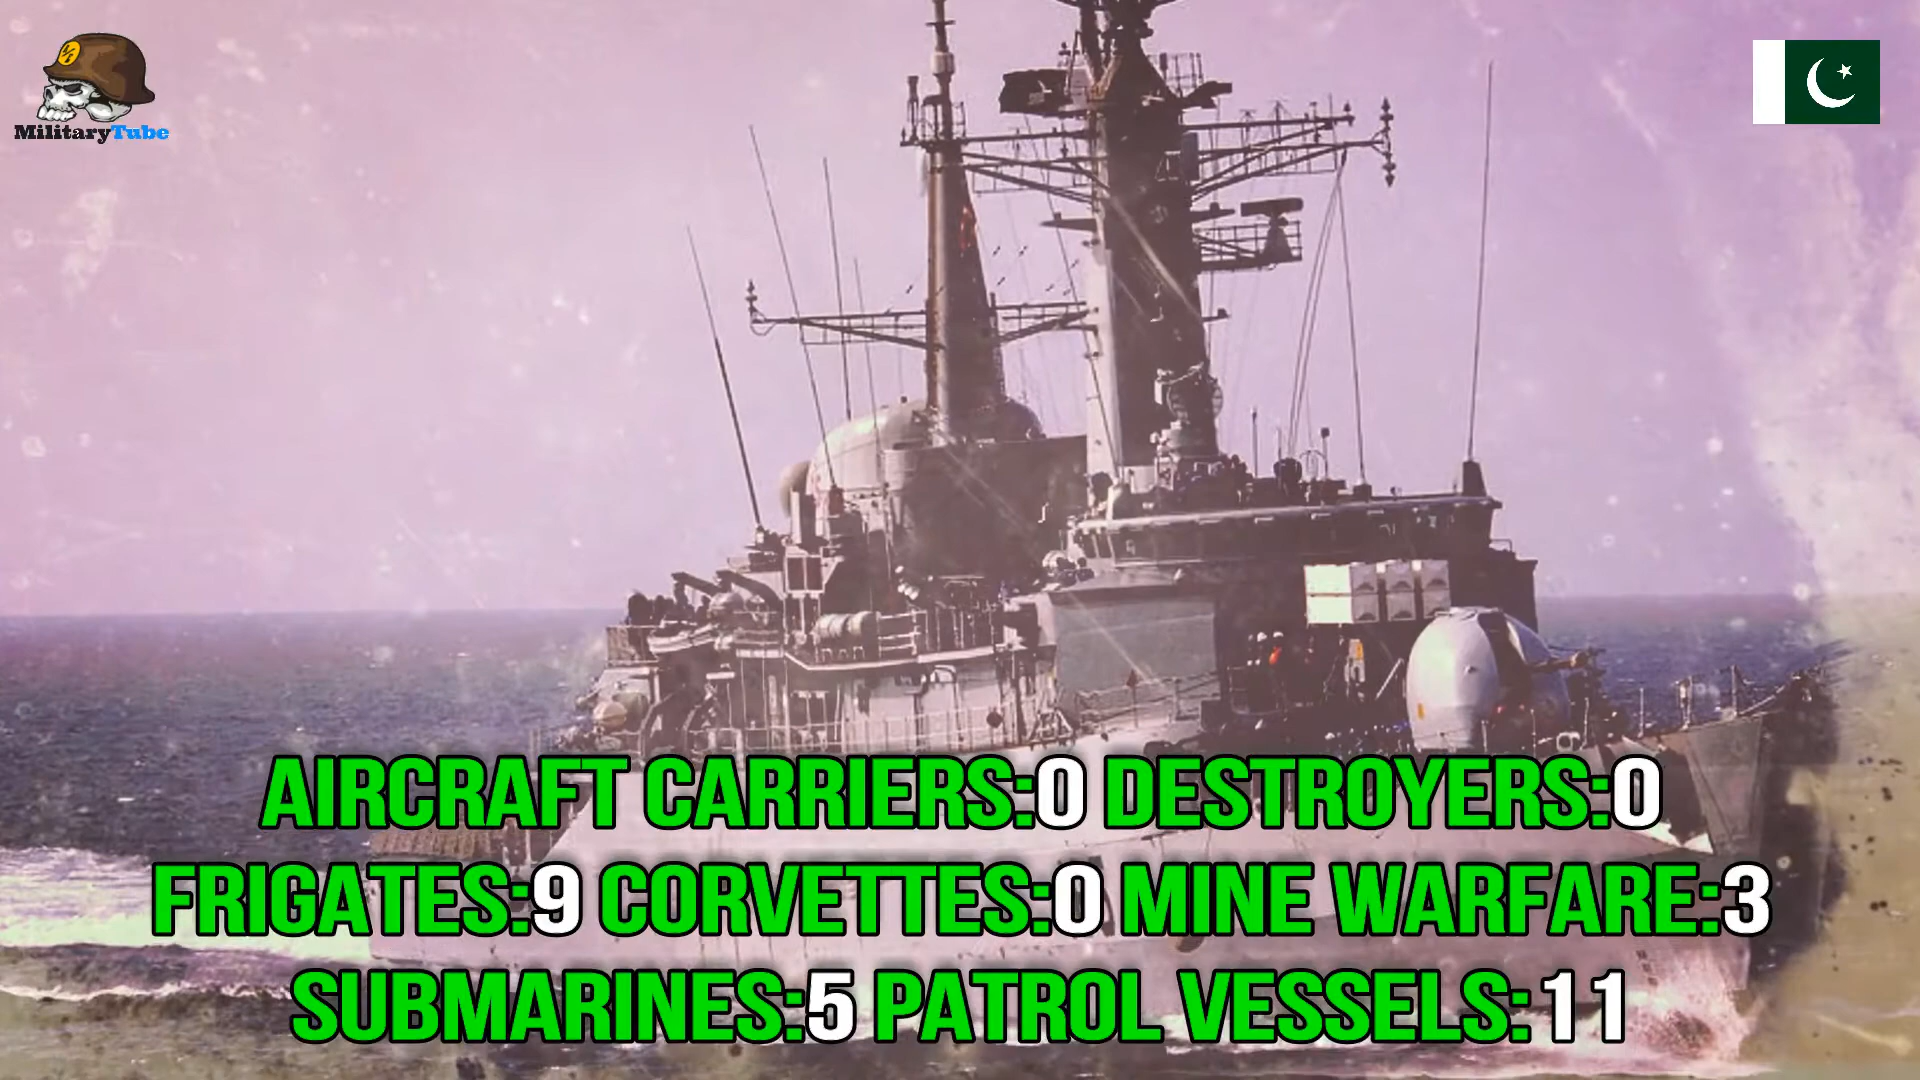 MilitaryTube
AIRCRAFT CARRIERS:0 DESTROYERS:0
FRIGATES:9 CORVETTES:0 MINE WARFARE:3
SUBMARINES:5 PATROL VESSELS:11